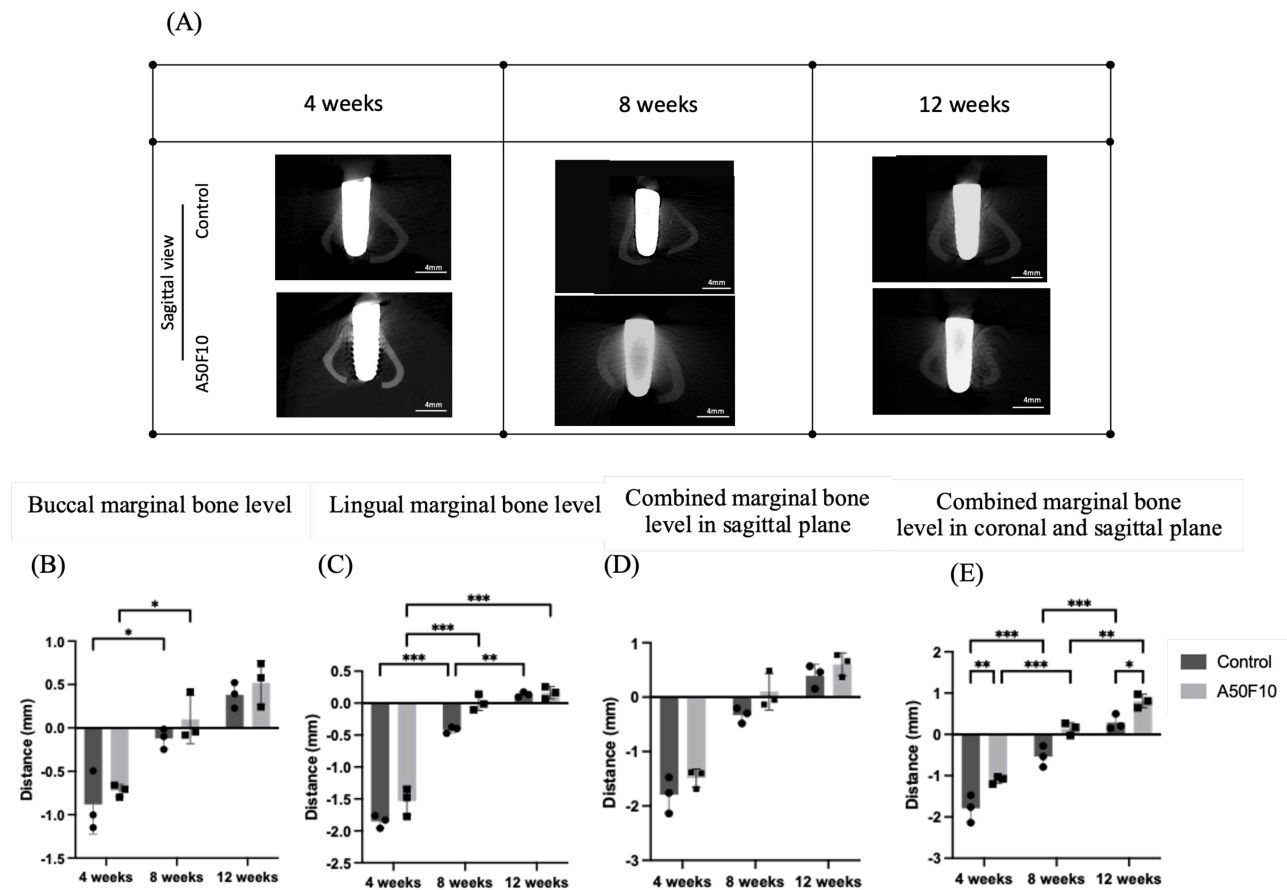 (A)
4 weeks
8 weeks
12 weeks
Sagittal view
Control
A50F10
4mm
4mm
4mm
4mm
4mm
4mm
Buccal marginal bone level
Lingual marginal bone level
Combined marginal bone
level in sagittal plane
Combined marginal bone
level in coronal and sagittal plane
(B)
Distance (mm)
1.0
0.5
0.0
-0.5
-1.0
-1.5
*
*
4 weeks
8 weeks
12 weeks
(C)
Distance (mm)
0.5
0.0
-0.5
-1.0
-1.5
-2.0
-2.5
***
***
***
**
4 weeks
8 weeks
12 weeks
(D)
Distance (mm)
1
0
-1
-2
-3
4 weeks
8 weeks
12 weeks
(E)
Distance (mm)
2
1
0
-1
-2
-3
***
***
**
**
***
*
4 weeks
8 weeks
12 weeks
Control
A50F10